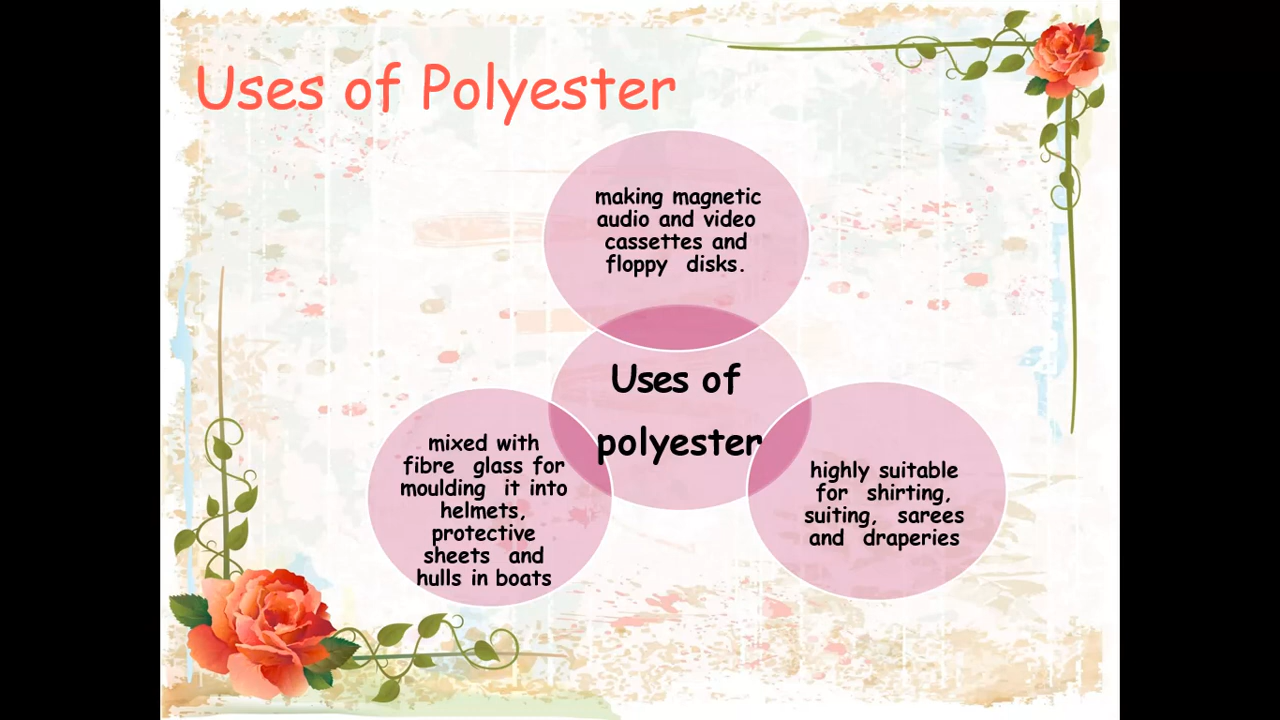 Uses of Polyester
making magnetic
audio and video
cassettes and
floppy disks.
Uses of
polyester
mixed with
fibre glass for
moulding it into
helmets,
protective
sheets and
hulls in boats
highly suitable
for shirting,
suiting, sarees
and draperies